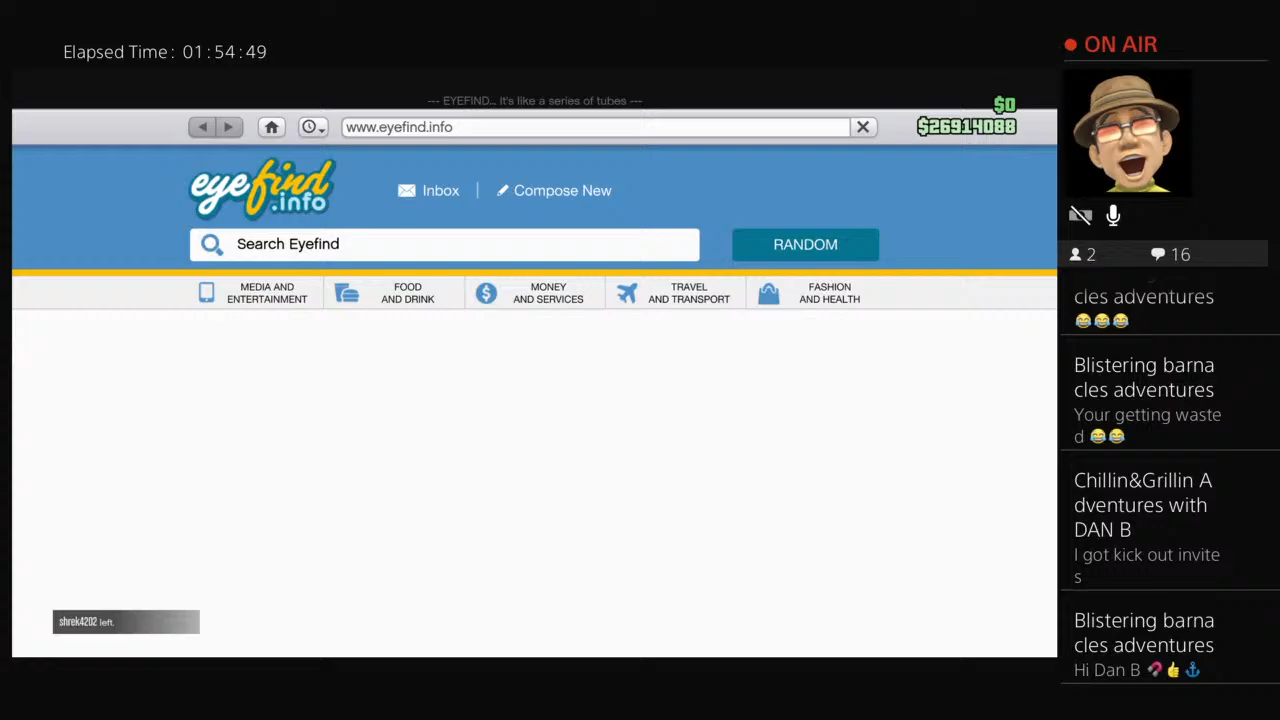 Elapsed Time: 01:54:49
--- EYEFIND... It's like a series of tubes ---
www.eyefind.info
$0
$26914088
eyefind
.info
Inbox
Compose New
Search Eyefind
RANDOM
MEDIA AND
ENTERTAINMENT
FOOD
AND DRINK
MONEY
AND SERVICES
TRAVEL
AND TRANSPORT
FASHION
AND HEALTH
shrek4202 left.
ON AIR
2
16
cles adventures
😂😂😂
Blistering barna
cles adventures
Your getting waste
d 😂😂
Chillin&Grillin A
dventures with
DAN B
I got kick out invite
s
Blistering barna
cles adventures
Hi Dan B 🧲👍⚓